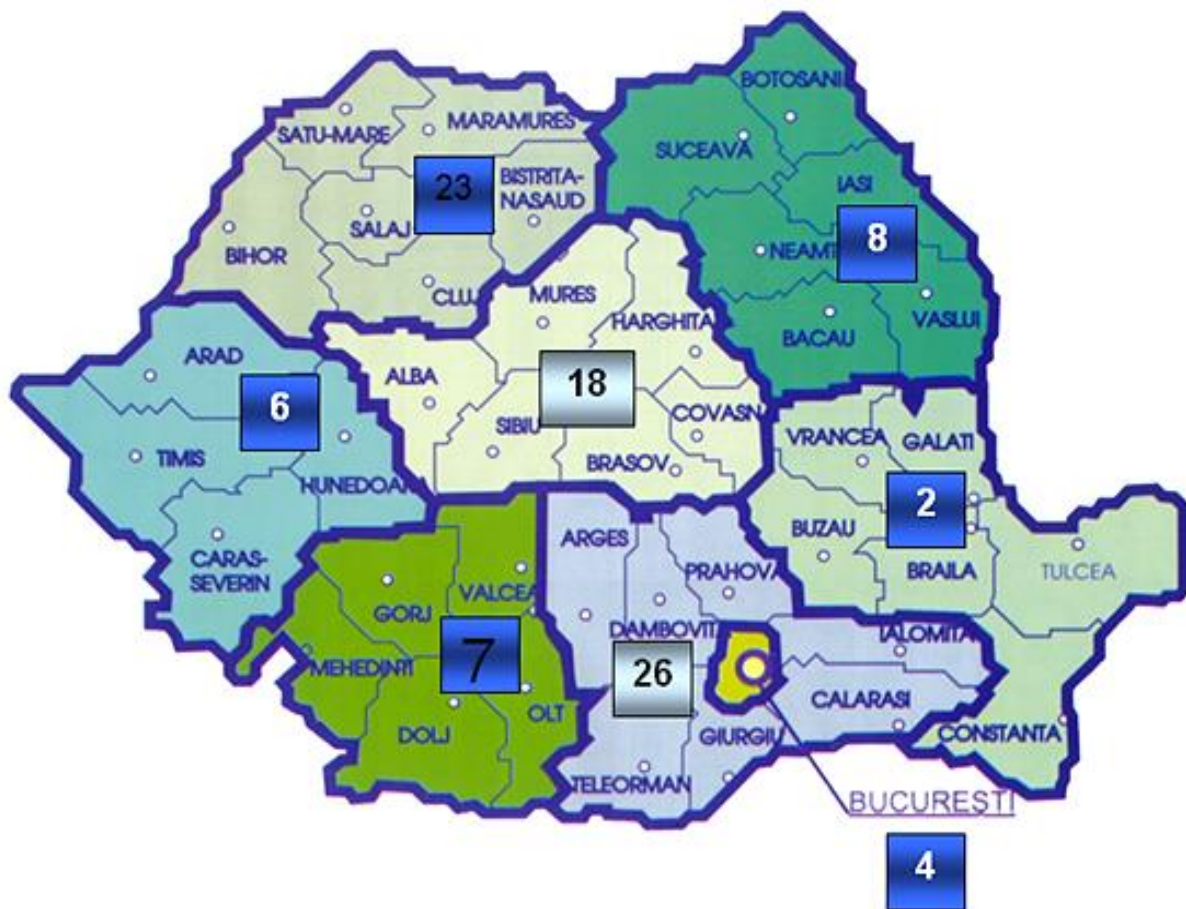 BOTOSANI
SATU-MARE
MARAMURES
SUCEAVA
23
BISTRITA-
NASAUD
IASI
SALAJ
8
BIHOR
NEAMT
CLUJ
MURES
VASLUI
HARGHITA
BACAU
ARAD
ALBA
18
6
COVASN
SIBIU
VRANCEA
GALATI
TIMIS
BRASOV
HUNEDOARA
2
BUZAU
ARGES
CARAS-
SEVERIN
PRAHOVA
BRAILA
TULCEA
VALCEA
GORJ
DAMBOVIT
IALOMITA
7
MEHEDINTI
26
CALARASI
OLT
DOLJ
GIURGIU
CONSTANTA
TELEORMAN
BUCURESTI
4